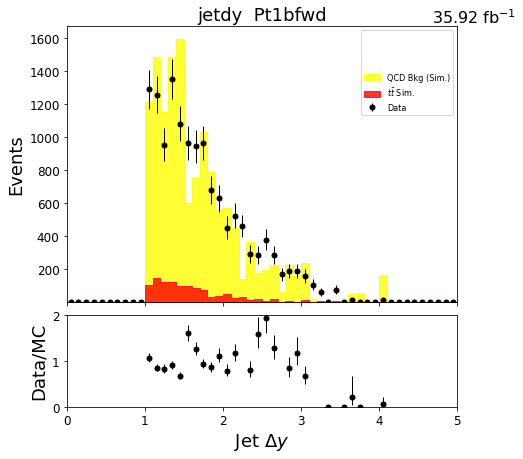 jetdy Pt1bfwd
35.92 fb⁻¹
1600
1400
1200
1000
800
600
400
200
Events
QCD Bkg (Sim.)
tt̄ Sim.
Data
2
1
0
Data/MC
0 1 2 3 4 5
Jet Δy